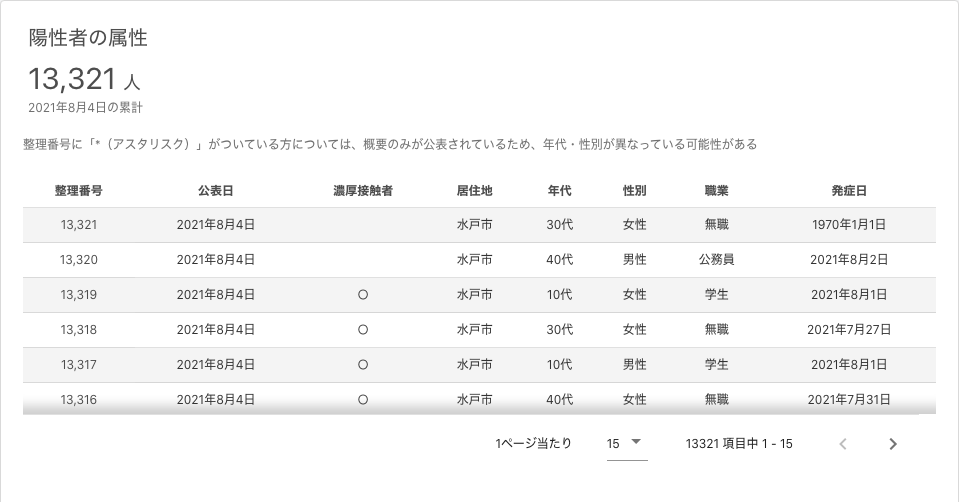 陽性者の属性
13,321 人
2021年8月4日の累計
整理番号に「*（アスタリスク）」がついている方については、概要のみが公表されているため、年代・性別が異なっている可能性がある
整理番号 公表日 濃厚接触者 居住地 年代 性別 職業 発症日
13,321 2021年8月4日 水戸市 30代 女性 無職 1970年1月1日
13,320 2021年8月4日 水戸市 40代 男性 公務員 2021年8月2日
13,319 2021年8月4日 ○ 水戸市 10代 女性 学生 2021年8月1日
13,318 2021年8月4日 ○ 水戸市 30代 女性 無職 2021年7月27日
13,317 2021年8月4日 ○ 水戸市 10代 男性 学生 2021年8月1日
13,316 2021年8月4日 ○ 水戸市 40代 女性 無職 2021年7月31日
1ページ当たり 15 13321 項目中 1 - 15